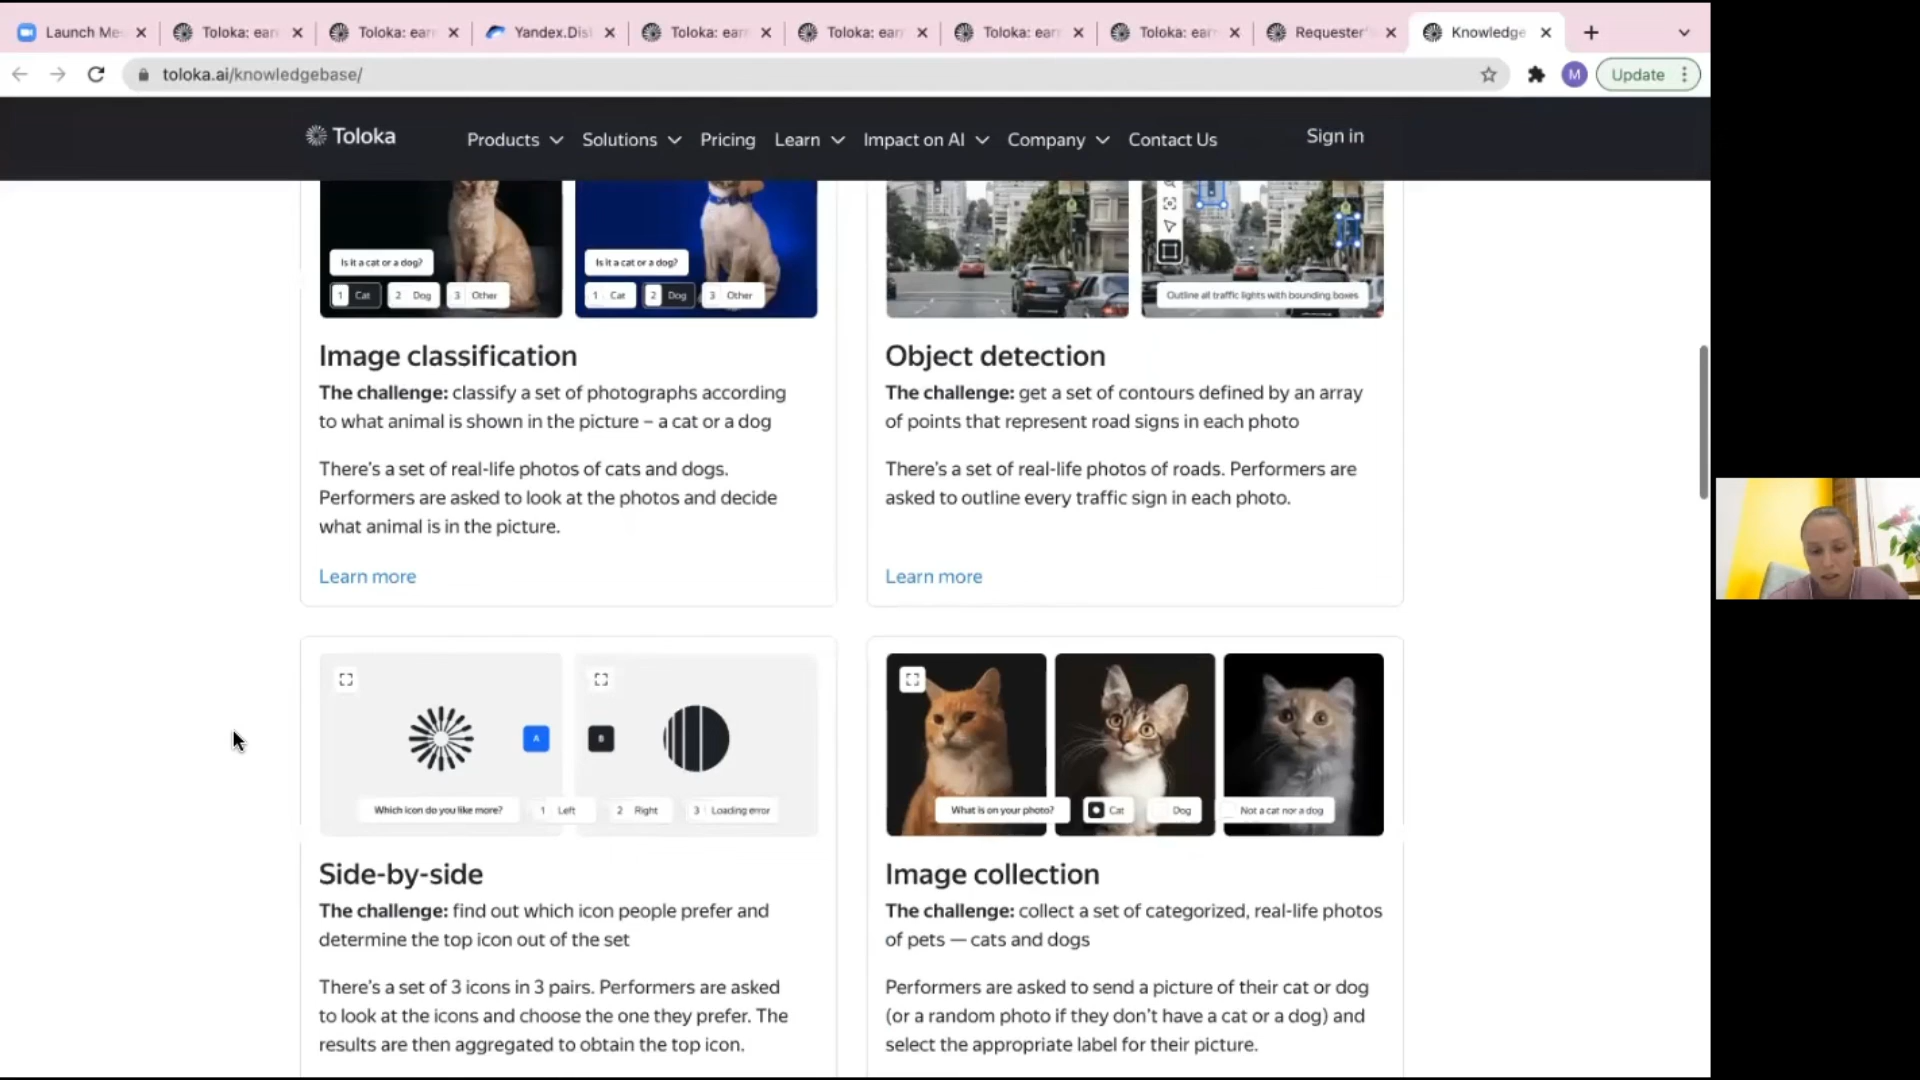 Launch Me
Toloka: ear
Toloka: ear
Yandex.Dis
Toloka: ear
Toloka: ear
Toloka: ear
Toloka: ear
Requester'
Knowledge
toloka.ai/knowledgebase/
M
Update
Toloka
Products
Solutions
Pricing
Learn
Impact on AI
Company
Contact Us
Sign in
Is it a cat or a dog?
1 Cat
2 Dog
3 Other
Is it a cat or a dog?
1 Cat
2 Dog
3 Other
Outline all traffic lights with bounding boxes
Image classification
The challenge: classify a set of photographs according
to what animal is shown in the picture – a cat or a dog
There's a set of real-life photos of cats and dogs.
Performers are asked to look at the photos and decide
what animal is in the picture.
Learn more
Object detection
The challenge: get a set of contours defined by an array
of points that represent road signs in each photo
There's a set of real-life photos of roads. Performers are
asked to outline every traffic sign in each photo.
Learn more
A
B
Which icon do you like more?
1 Left
2 Right
3 Loading error
Side-by-side
The challenge: find out which icon people prefer and
determine the top icon out of the set
There's a set of 3 icons in 3 pairs. Performers are asked
to look at the icons and choose the one they prefer. The
results are then aggregated to obtain the top icon.
What is on your photo?
Cat
Dog
Not a cat nor a dog
Image collection
The challenge: collect a set of categorized, real-life photos
of pets — cats and dogs
Performers are asked to send a picture of their cat or dog
(or a random photo if they don't have a cat or a dog) and
select the appropriate label for their picture.